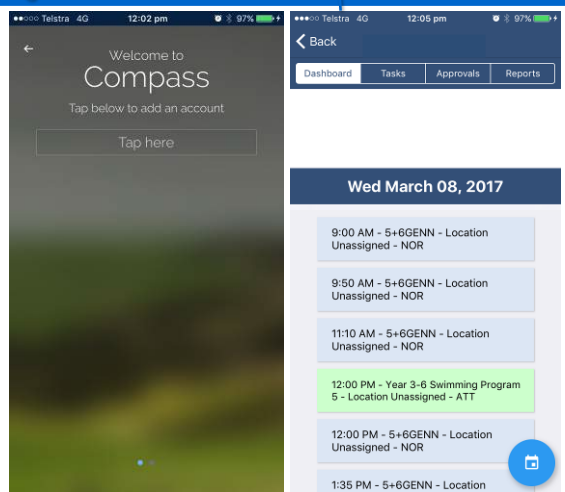 Telstra 4G 12:02 pm 97%
Welcome to
Compass
Tap below to add an account
Tap here
Telstra 4G 12:05 pm 97%
Back
Dashboard Tasks Approvals Reports
Wed March 08, 2017
9:00 AM - 5+6GENN - Location
Unassigned - NOR
9:50 AM - 5+6GENN - Location
Unassigned - NOR
11:10 AM - 5+6GENN - Location
Unassigned - NOR
12:00 PM - Year 3-6 Swimming Program
5 - Location Unassigned - ATT
12:00 PM - 5+6GENN - Location
Unassigned - NOR
1:35 PM - 5+6GENN - Location